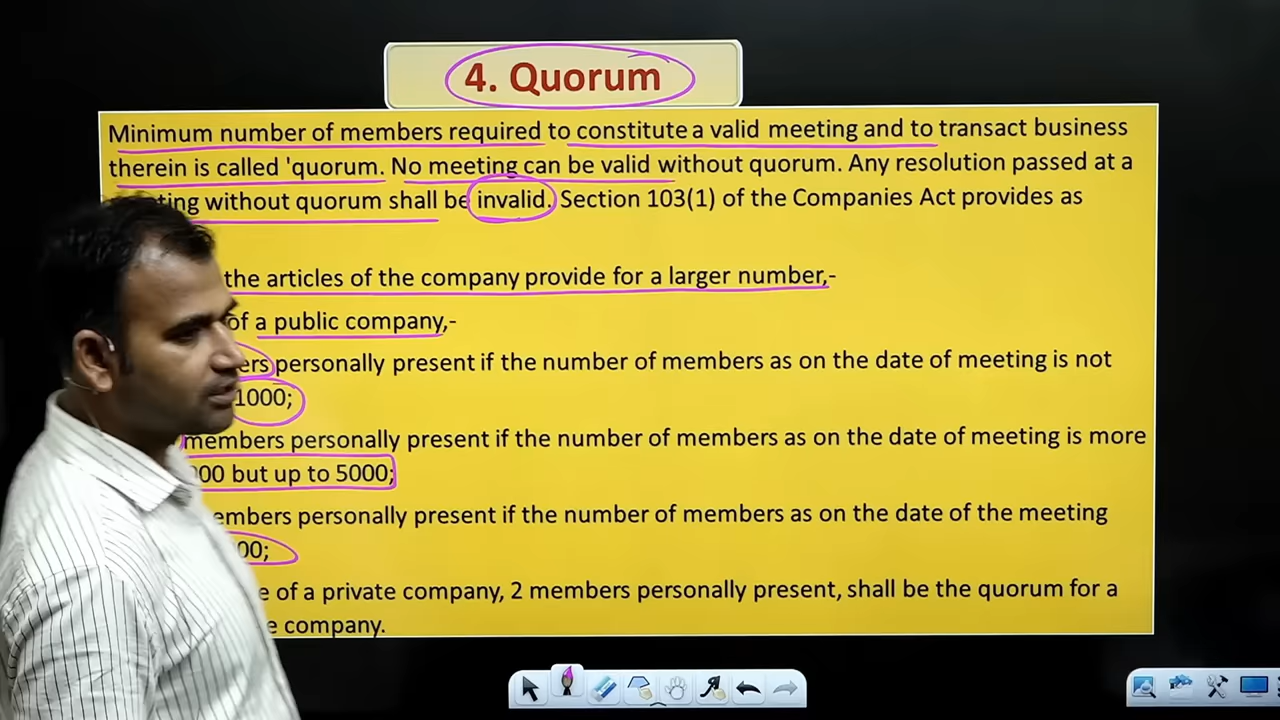 4. Quorum
Minimum number of members required to constitute a valid meeting and to transact business
therein is called 'quorum. No meeting can be valid without quorum. Any resolution passed at a
without quorum shall be invalid. Section 103(1) of the Companies Act provides as
the articles of the company provide for a larger number,-
of a public company,-
personally present if the number of members as on the date of meeting is not
1000;
members personally present if the number of members as on the date of meeting is more
but up to 5000;
personally present if the number of members as on the date of the meeting
of a private company, 2 members personally present, shall be the quorum for a
company.